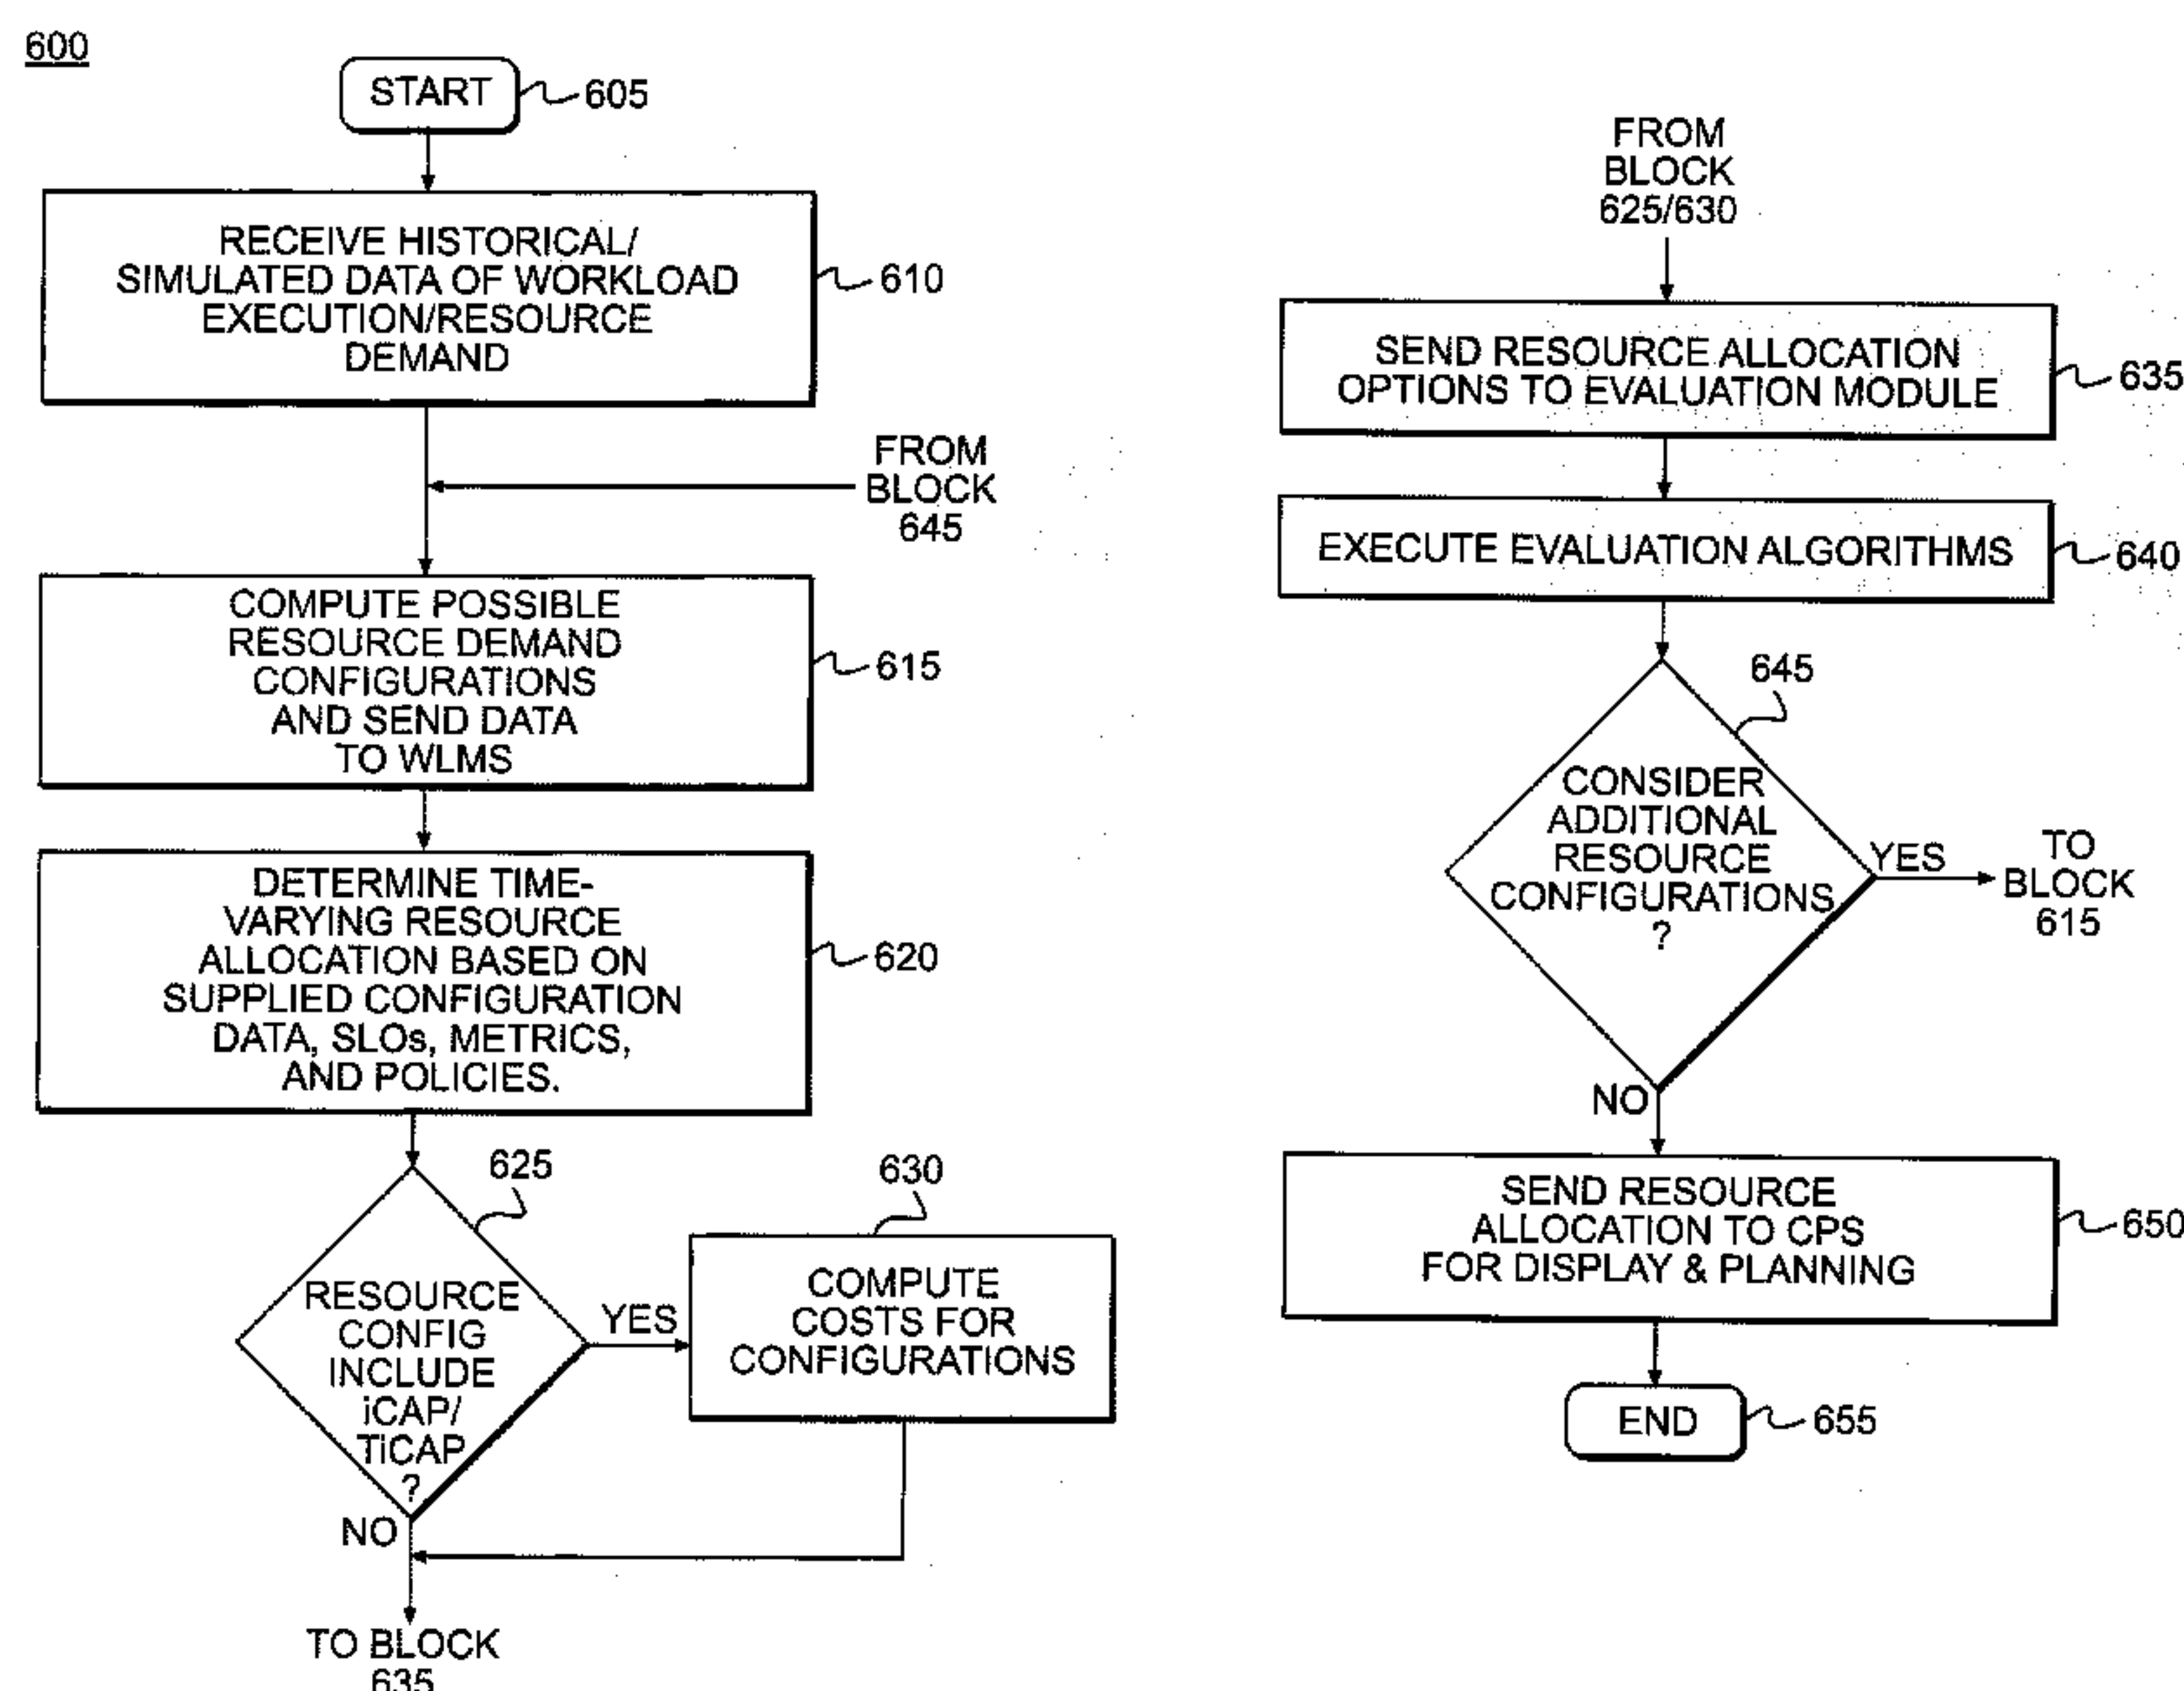 600
START
605
RECEIVE HISTORICAL/
SIMULATED DATA OF WORKLOAD
EXECUTION/RESOURCE
DEMAND
610
FROM
BLOCK
645
COMPUTE POSSIBLE
RESOURCE DEMAND
CONFIGURATIONS
AND SEND DATA
TO WLMS
615
DETERMINE TIME-
VARYING RESOURCE
ALLOCATION BASED ON
SUPPLIED CONFIGURATION
DATA, SLOs, METRICS,
AND POLICIES.
620
625
RESOURCE
CONFIG
INCLUDE
iCAP/
TiCAP
?
YES
NO
630
COMPUTE
COSTS FOR
CONFIGURATIONS
TO BLOCK
635
FROM
BLOCK
625/630
SEND RESOURCE ALLOCATION
OPTIONS TO EVALUATION MODULE
635
EXECUTE EVALUATION ALGORITHMS
640
645
CONSIDER
ADDITIONAL
RESOURCE
CONFIGURATIONS
?
YES
TO
BLOCK
615
NO
SEND RESOURCE
ALLOCATION TO CPS
FOR DISPLAY & PLANNING
650
END
655